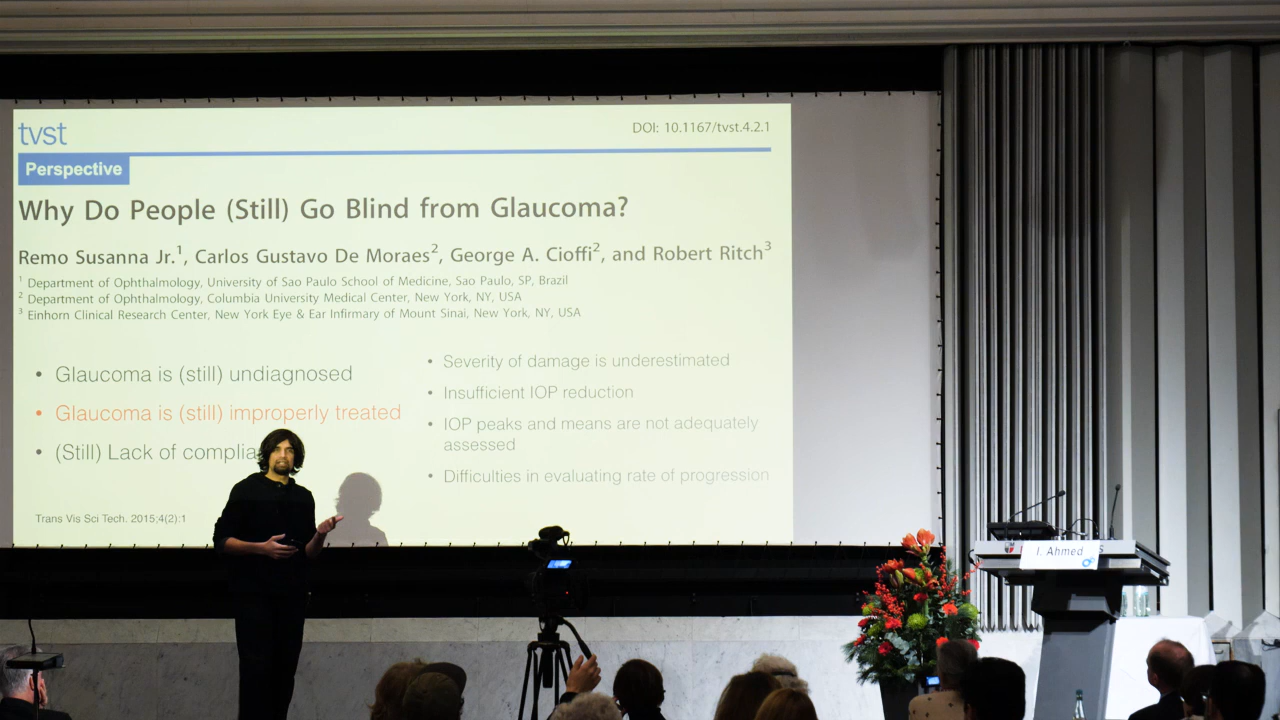 tvst
DOI: 10.1167/tvst.4.2.1
Perspective
Why Do People (Still) Go Blind from Glaucoma?
Remo Susanna Jr.¹, Carlos Gustavo De Moraes², George A. Cioffi², and Robert Ritch³
¹ Department of Ophthalmology, University of Sao Paulo School of Medicine, Sao Paulo, SP, Brazil
² Department of Ophthalmology, Columbia University Medical Center, New York, NY, USA
³ Einhorn Clinical Research Center, New York Eye & Ear Infirmary of Mount Sinai, New York, NY, USA
• Glaucoma is (still) undiagnosed
• Glaucoma is (still) improperly treated
• (Still) Lack of complia
• Severity of damage is underestimated
• Insufficient IOP reduction
• IOP peaks and means are not adequately
assessed
• Difficulties in evaluating rate of progression
Trans Vis Sci Tech. 2015;4(2):1
I. Ahmed